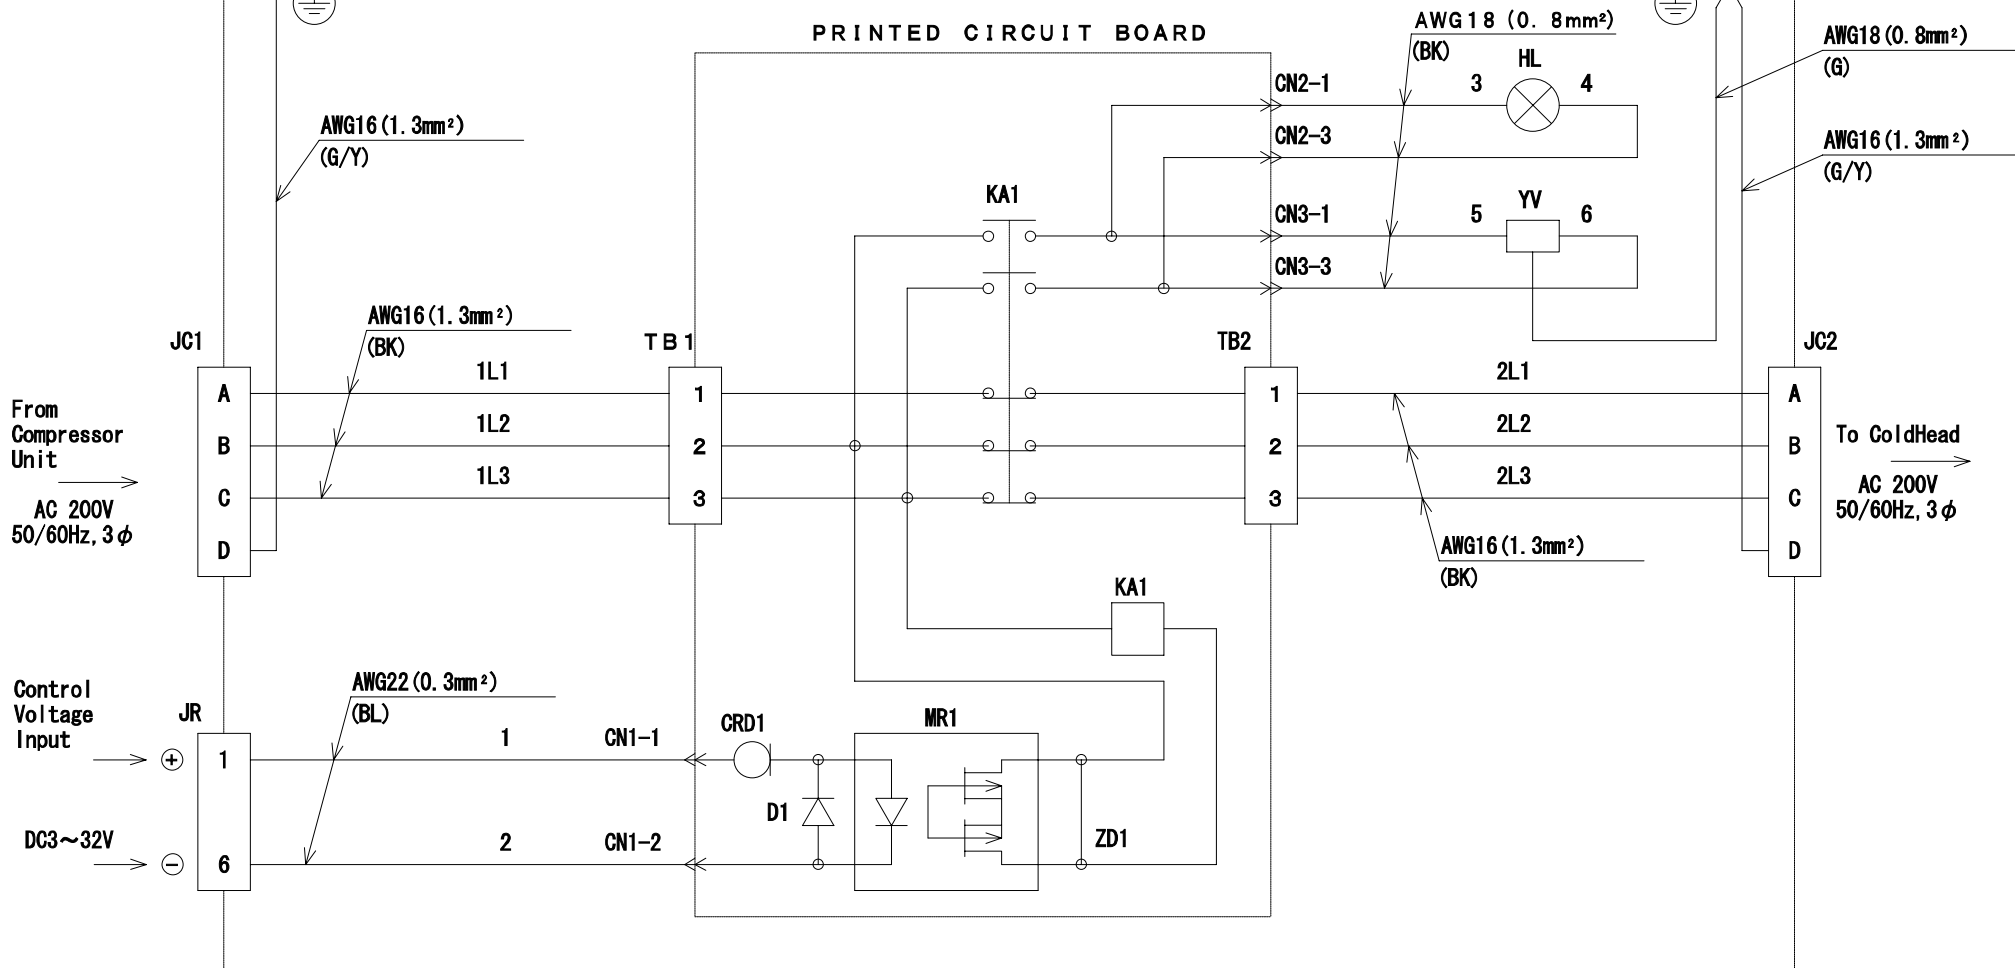 PRINTED CIRCUIT BOARD
AWG18(0.8mm²)
(BK)
AWG18(0.8mm²)
(G)
HL
CN2-1
3
4
CN2-3
AWG16(1.3mm²)
(G/Y)
AWG16(1.3mm²)
(G/Y)
KA1
YV
CN3-1
5
6
CN3-3
AWG16(1.3mm²)
(BK)
JC1
TB1
TB2
JC2
A
1L1
1
1
2L1
A
B
1L2
2
2
2L2
B
C
1L3
3
3
2L3
C
D
D
From
Compressor
Unit
AC 200V
50/60Hz,3φ
To ColdHead
AC 200V
50/60Hz,3φ
AWG16(1.3mm²)
(BK)
KA1
Control
Voltage
Input
JR
AWG22(0.3mm²)
(BL)
CRD1
MR1
+
1
1
CN1-1
D1
ZD1
DC3～32V
−
6
2
CN1-2